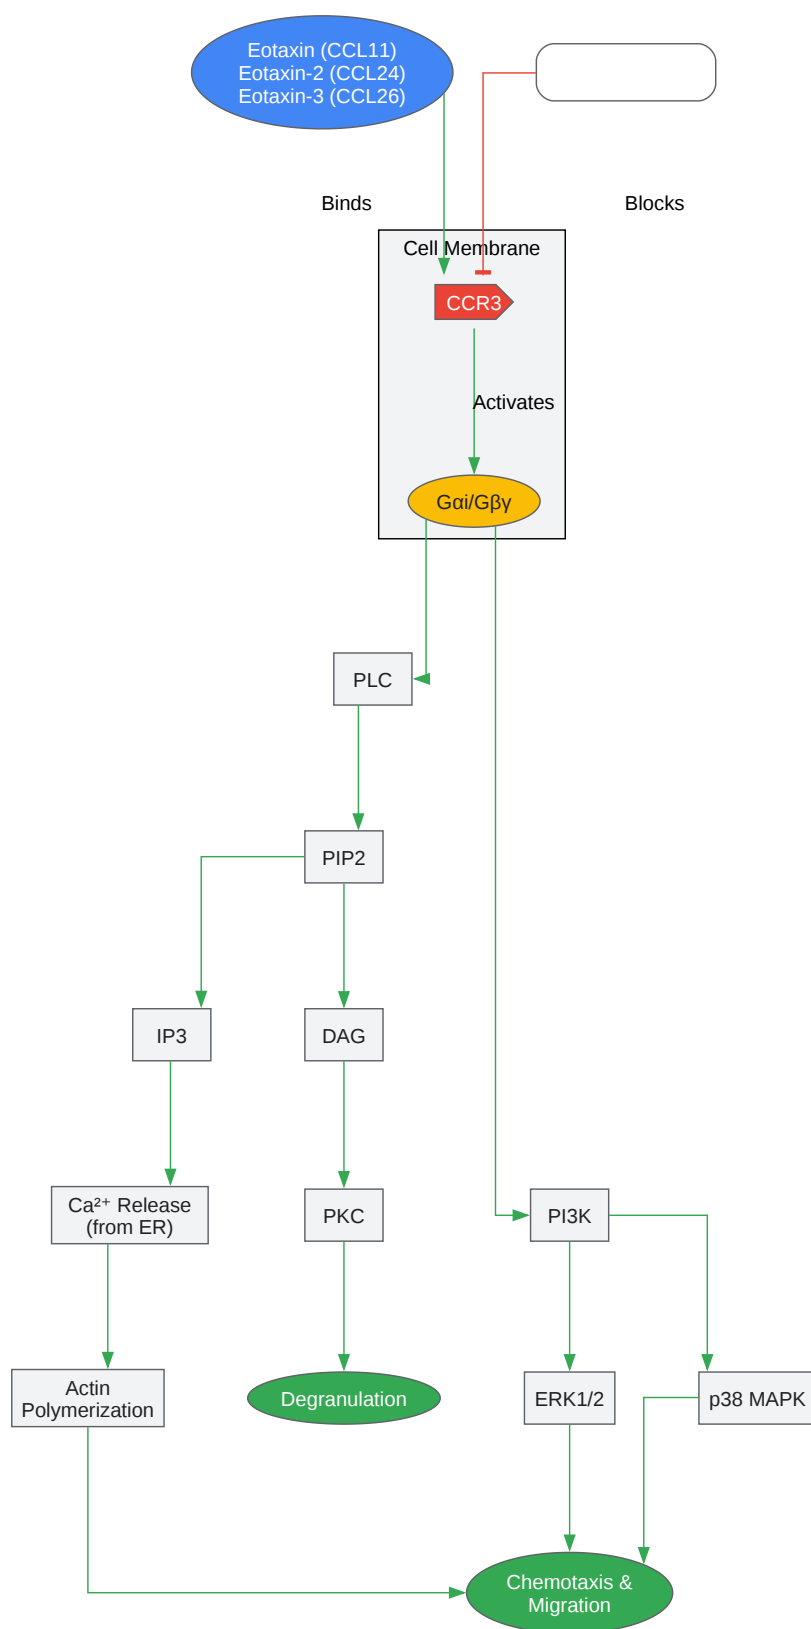 Eotaxin (CCL11)
Eotaxin-2 (CCL24)
Eotaxin-3 (CCL26)
Binds
Blocks
Cell Membrane
CCR3
Activates
Gαi/Gβγ
PLC
PIP2
IP3
DAG
Ca²⁺ Release
(from ER)
PKC
PI3K
Actin
Polymerization
Degranulation
ERK1/2
p38 MAPK
Chemotaxis &
Migration